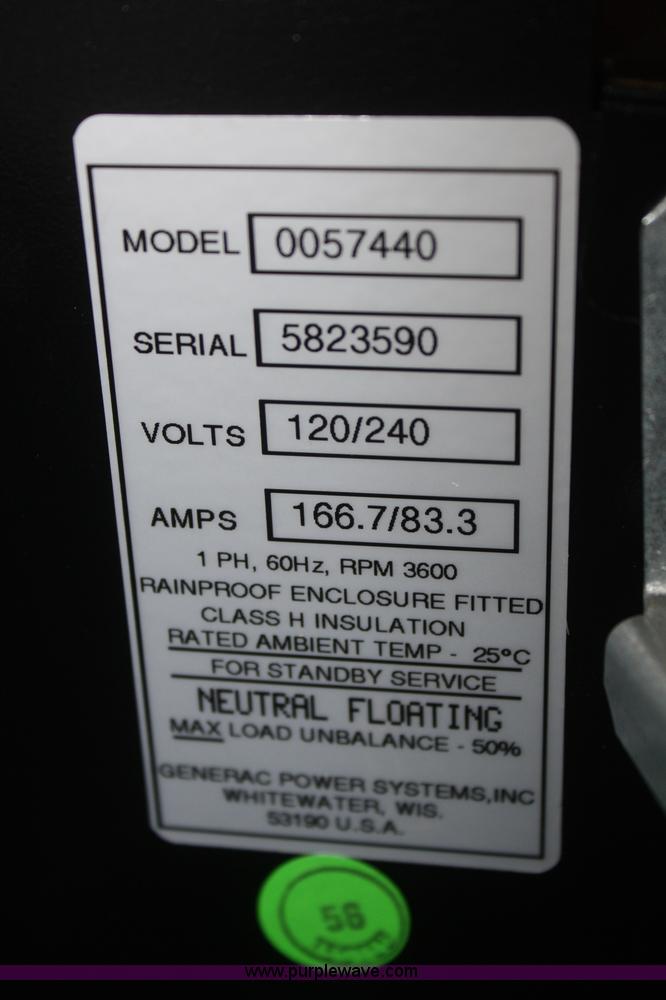 MODEL 0057440
SERIAL 5823590
VOLTS 120/240
AMPS 166.7/83.3
1 PH, 60Hz, RPM 3600
RAINPROOF ENCLOSURE FITTED
CLASS H INSULATION
RATED AMBIENT TEMP - 25°C
FOR STANDBY SERVICE
NEUTRAL FLOATING
MAX LOAD UNBALANCE - 50%
GENERAC POWER SYSTEMS,INC
WHITEWATER, WIS.
53190 U.S.A.
56
www.purplewave.com